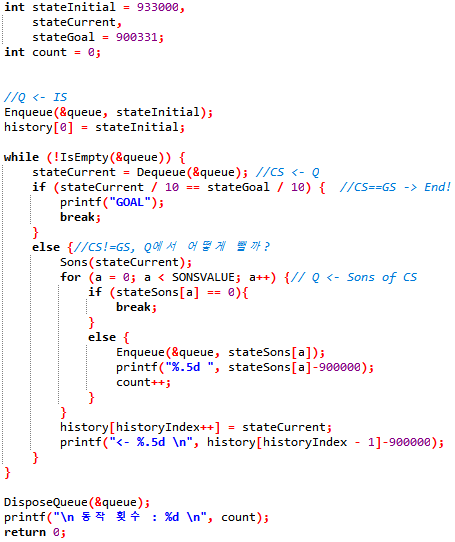 int stateInitial = 933000,
    stateCurrent,
    stateGoal = 900331;
int count = 0;
//Q <- IS
Enqueue(&queue, stateInitial);
history[0] = stateInitial;
while (!IsEmpty(&queue)) {
    stateCurrent = Dequeue(&queue); //CS <- Q
    if (stateCurrent / 10 == stateGoal / 10) {  //CS==GS -> End!
        printf("GOAL");
        break;
    }
    else {//CS!=GS, Q에서 어떻게 뺄까?
        Sons(stateCurrent);
        for (a = 0; a < SONSVALUE; a++) {// Q <- Sons of CS
            if (stateSons[a] == 0){
                break;
            }
            else {
                Enqueue(&queue, stateSons[a]);
                printf("%.5d ", stateSons[a]-900000);
                count++;
            }
        }
        history[historyIndex++] = stateCurrent;
        printf("<- %.5d \n", history[historyIndex - 1]-900000);
    }
}
DisposeQueue(&queue);
printf("\n 동작 횟수 : %d \n", count);
return 0;